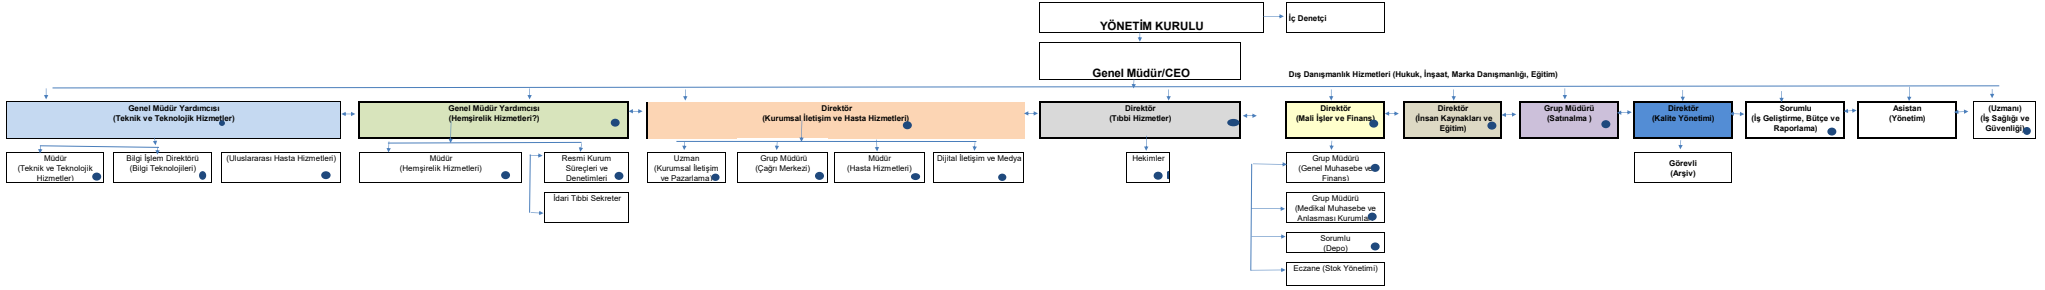 YÖNETİM KURULU
İç Denetçi
Genel Müdür/CEO
Dış Danışmanlık Hizmetleri (Hukuk, İnşaat, Marka Danışmanlığı, Eğitim)
Genel Müdür Yardımcısı
(Teknik ve Teknolojik Hizmetler)
Genel Müdür Yardımcısı
(Hemşirelik Hizmetleri?)
Direktör
(Kurumsal İletişim ve Hasta Hizmetleri)
Direktör
(Tıbbi Hizmetler)
Direktör
(Mali İşler ve Finans)
Direktör
(İnsan Kaynakları ve
Eğitim)
Grup Müdürü
(Satınalma )
Direktör
(Kalite Yönetimi)
Sorumlu
(İş Geliştirme, Bütçe ve
Raporlama)
Asistan
(Yönetim)
(Uzmanı)
(İş Sağlığı ve
Güvenliği)
Müdür
(Teknik ve Teknolojik
Hizmetler)
Bilgi İşlem Direktörü
(Bilgi Teknolojileri)
(Uluslararası Hasta Hizmetleri)
Müdür
(Hemşirelik Hizmetleri)
Resmi Kurum
Süreçleri ve
Denetimleri
İdari Tıbbi Sekreter
Uzman
(Kurumsal İletişim
ve Pazarlama)
Grup Müdürü
(Çağrı Merkezi)
Müdür
(Hasta Hizmetleri)
Dijital İletişim ve Medya
Hekimler
Grup Müdürü
(Genel Muhasebe ve
Finans)
Grup Müdürü
(Medikal Muhasebe ve
Anlasması Kurumlar
Sorumlu
(Depo)
Eczane (Stok Yönetimi)
Görevli
(Arşiv)